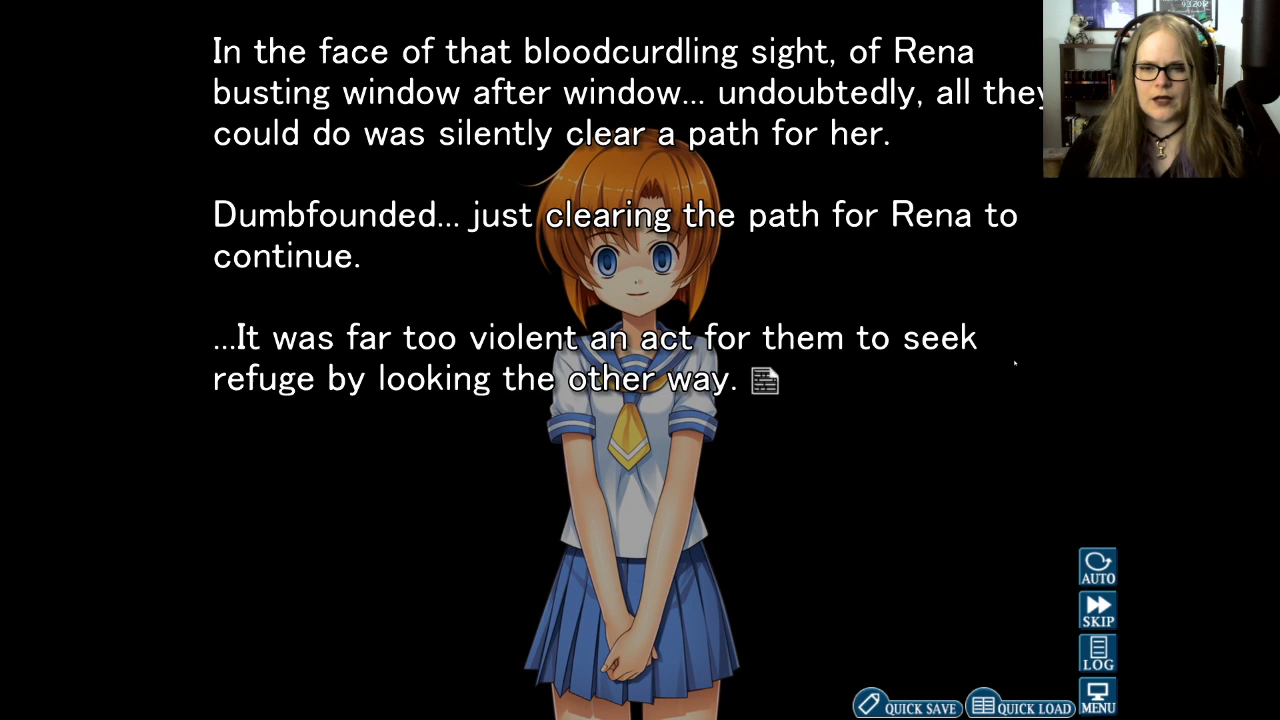 In the face of that bloodcurdling sight, of Rena
busting window after window... undoubtedly, all they
could do was silently clear a path for her.
Dumbfounded... just clearing the path for Rena to
continue.
...It was far too violent an act for them to seek
refuge by looking the other way.
AUTO
SKIP
LOG
MENU
QUICK SAVE
QUICK LOAD